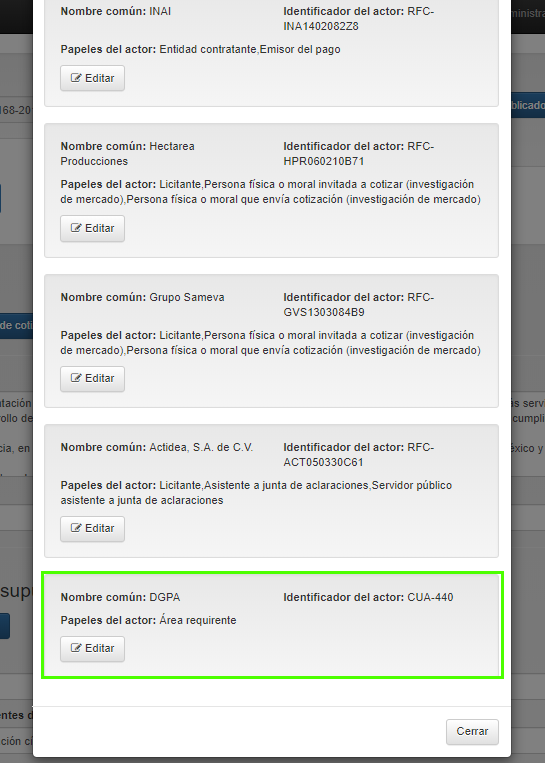 Nombre común: INAI
Identificador del actor: RFC-
INA1402082Z8
Papeles del actor: Entidad contratante,Emisor del pago
Editar
Nombre común: Hectarea
Producciones
Identificador del actor: RFC-
HPR060210B71
Papeles del actor: Licitante,Persona física o moral invitada a cotizar (investigación
de mercado),Persona física o moral que envía cotización (investigación de mercado)
Editar
Nombre común: Grupo Sameva
Identificador del actor: RFC-
GVS1303084B9
Papeles del actor: Licitante,Persona física o moral invitada a cotizar (investigación
de mercado),Persona física o moral que envía cotización (investigación de mercado)
Editar
Nombre común: Actidea, S.A. de C.V.
Identificador del actor: RFC-
ACT050330C61
Papeles del actor: Licitante,Asistente a junta de aclaraciones,Servidor público
asistente a junta de aclaraciones
Editar
Nombre común: DGPA
Identificador del actor: CUA-440
Papeles del actor: Área requirente
Editar
Cerrar